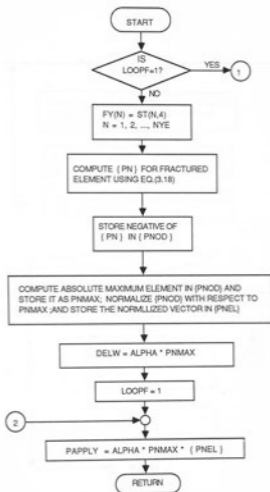 START
IS
LOOPF=1?
YES
1
NO
FY(N) = ST(N,4)
N = 1, 2, ..., NYE
COMPUTE {PN} FOR FRACTURED
ELEMENT USING EQ.(3.18)
STORE NEGATIVE OF
{PN} IN {PNOD}
COMPUTE ABSOLUTE MAXIMUM ELEMENT IN {PNOD} AND
STORE IT AS PNMAX; NORMALIZE {PNOD} WITH RESPECT TO
PNMAX ;AND STORE THE NORMLLIZED VECTOR IN {PNEL}
DELW = ALPHA * PNMAX
LOOPF = 1
2
PAPPLY = ALPHA * PNMAX * {PNEL}
RETURN